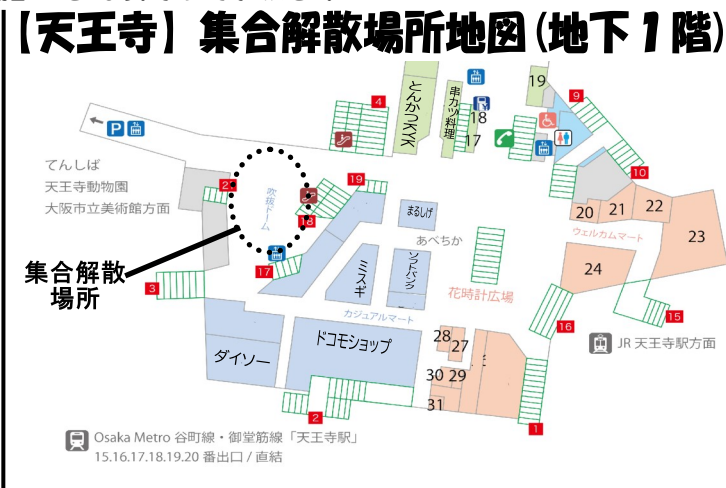 【天王寺】集合解散場所地図(地下1階)
とんかつKYK
串カツ料理
18
17
19
4
9
10
てんしば
天王寺動物園
大阪市立美術館方面
吹抜ドーム
19
18
17
2
3
集合解散
場所
まるしげ
あべちか
ミスギ
ソフトバンク
花時計広場
カジュアルマート
ダイソー
ドコモショップ
20
21
22
23
24
ウェルカムマート
15
16
JR 天王寺駅方面
28
27
30
29
31
1
2
Osaka Metro 谷町線・御堂筋線「天王寺駅」
15.16.17.18.19.20 番出口 / 直結